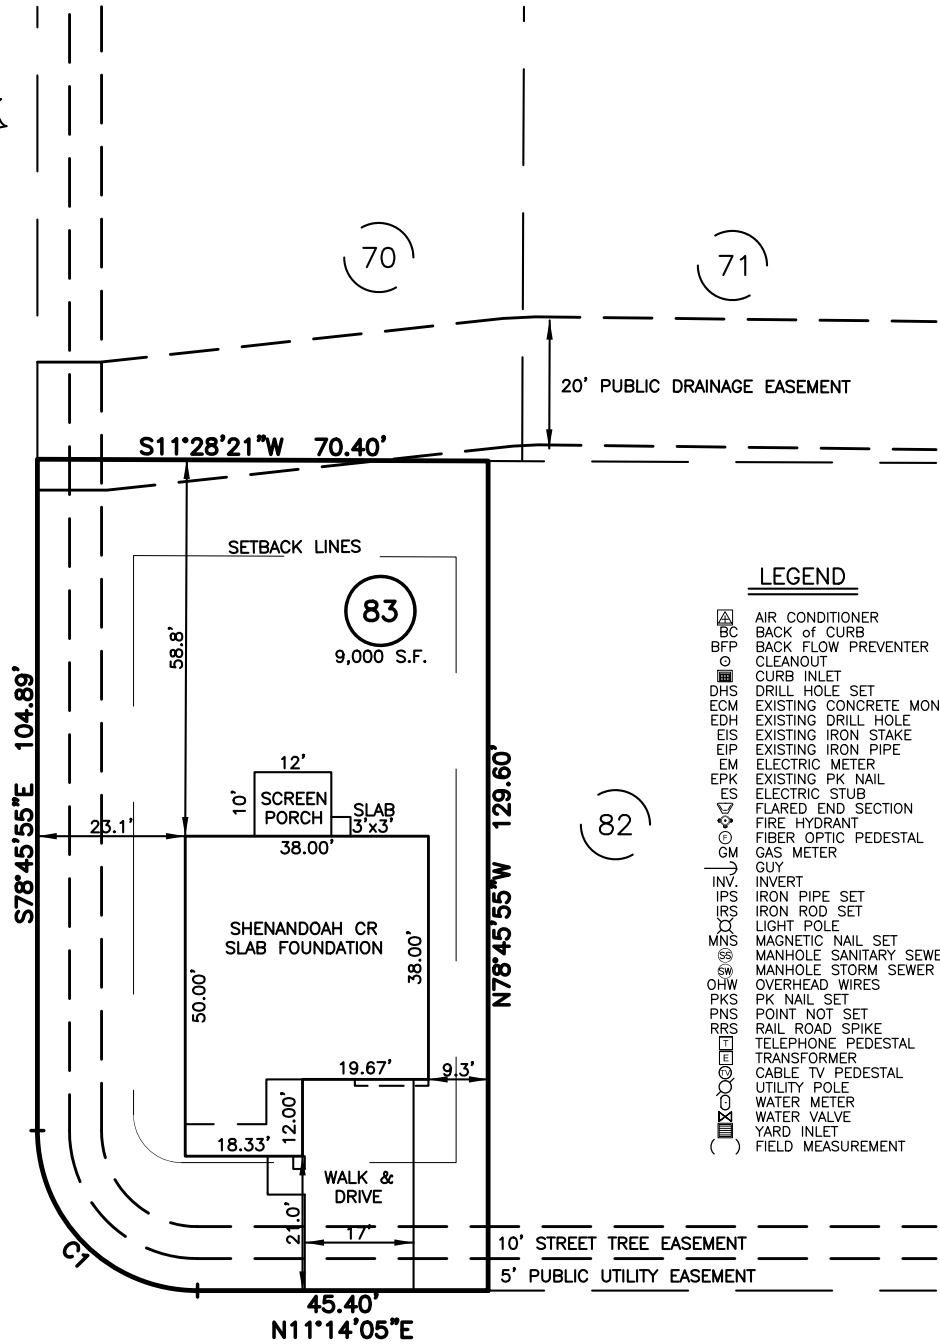 70
71
20' PUBLIC DRAINAGE EASEMENT
S11°28'21"W 70.40'
SETBACK LINES
83
9,000 S.F.
58.8'
S78°45'55"E 104.89'
N78°45'55"W 129.60'
12'
10'
SCREEN
PORCH
SLAB
3'x3'
23.1'
38.00'
82
SHENANDOAH CR
SLAB FOUNDATION
38.00'
50.00'
19.67'
9.3'
12.00'
18.33'
WALK &
DRIVE
21.0'
17'
C1
10' STREET TREE EASEMENT
5' PUBLIC UTILITY EASEMENT
45.40'
N11°14'05"E
LEGEND
AIR CONDITIONER
BC BACK of CURB
BFP BACK FLOW PREVENTER
CLEANOUT
CURB INLET
DHS DRILL HOLE SET
ECM EXISTING CONCRETE MON
EDH EXISTING DRILL HOLE
EIS EXISTING IRON STAKE
EIP EXISTING IRON PIPE
EM ELECTRIC METER
EPK EXISTING PK NAIL
ES ELECTRIC STUB
FLARED END SECTION
FIRE HYDRANT
F FIBER OPTIC PEDESTAL
GM GAS METER
GUY
INV. INVERT
IPS IRON PIPE SET
IRS IRON ROD SET
LIGHT POLE
MNS MAGNETIC NAIL SET
SS MANHOLE SANITARY SEWE
SW MANHOLE STORM SEWER
OHW OVERHEAD WIRES
PKS PK NAIL SET
PNS POINT NOT SET
RRS RAIL ROAD SPIKE
T TELEPHONE PEDESTAL
E TRANSFORMER
TV CABLE TV PEDESTAL
UTILITY POLE
WATER METER
WATER VALVE
YARD INLET
( ) FIELD MEASUREMENT